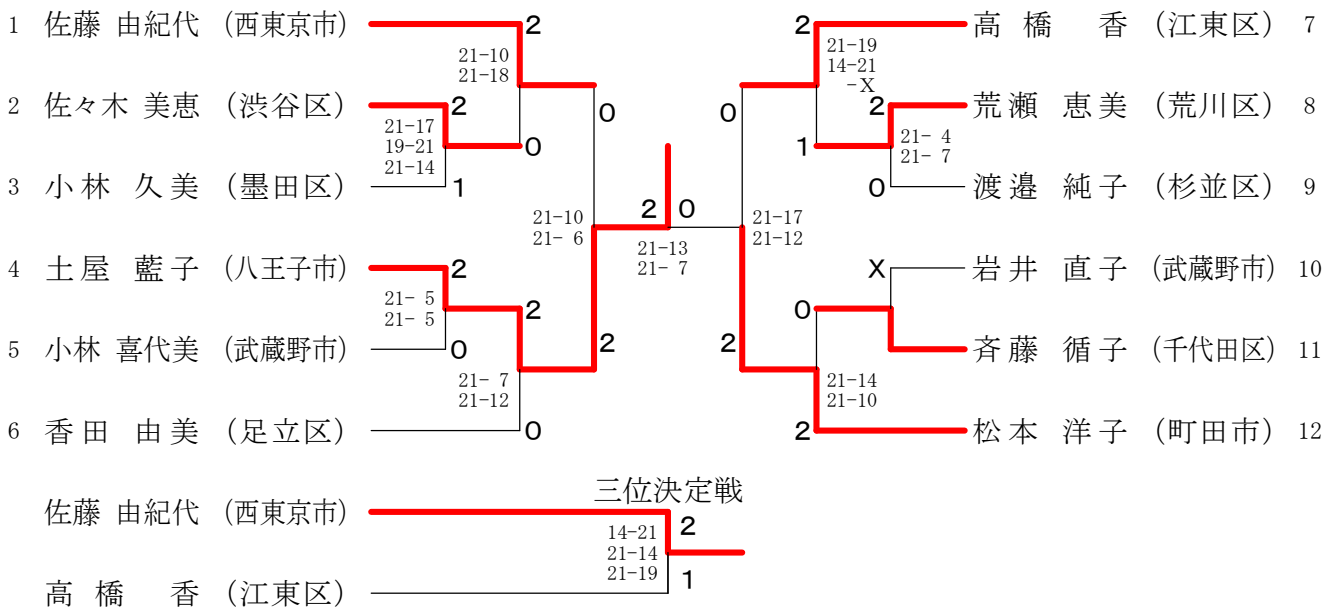 1 佐藤 由紀代 (西東京市)
2 佐々木 美恵 (渋谷区)
3 小林 久美 (墨田区)
4 土屋 藍子 (八王子市)
5 小林 喜代美 (武蔵野市)
6 香田 由美 (足立区)
2
21-10
21-18
2
21-17
19-21
21-14
0
1
0
21-10
21- 6
2
21- 5
21- 5
0
2
21- 7
21-12
0
2
2 0
21-13
21- 7
高橋 香 (江東区) 7
荒瀬 恵美 (荒川区) 8
渡邉 純子 (杉並区) 9
岩井 直子 (武蔵野市) 10
斉藤 循子 (千代田区) 11
松本 洋子 (町田市) 12
2
21-19
14-21
-X
0
2
1
21- 4
21- 7
0
21-17
21-12
X
0
2
21-14
21-10
2
三位決定戦
佐藤 由紀代 (西東京市)
高橋 香 (江東区)
14-21
21-14
21-19
2
1